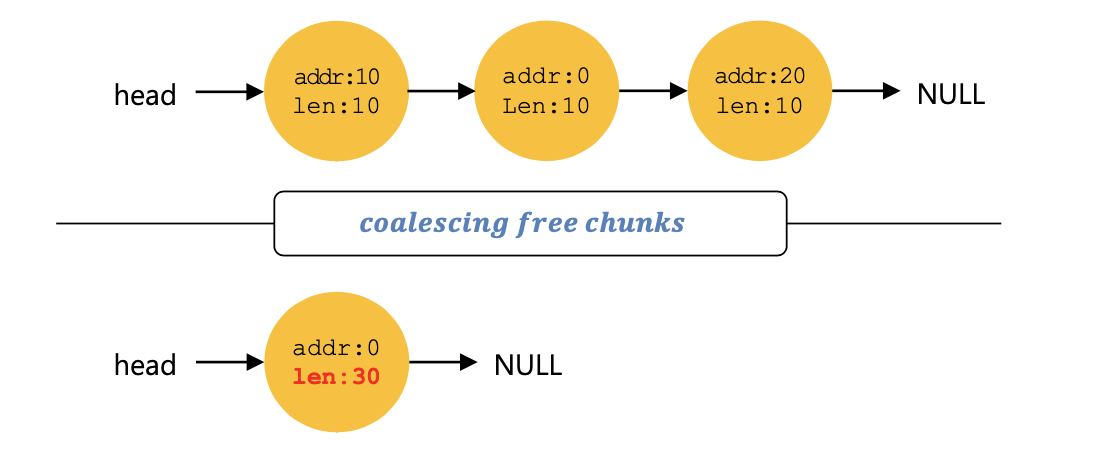 head
addr:10
len:10
addr:0
Len:10
addr:20
len:10
NULL
coalescing free chunks
head
addr:0
len:30
NULL